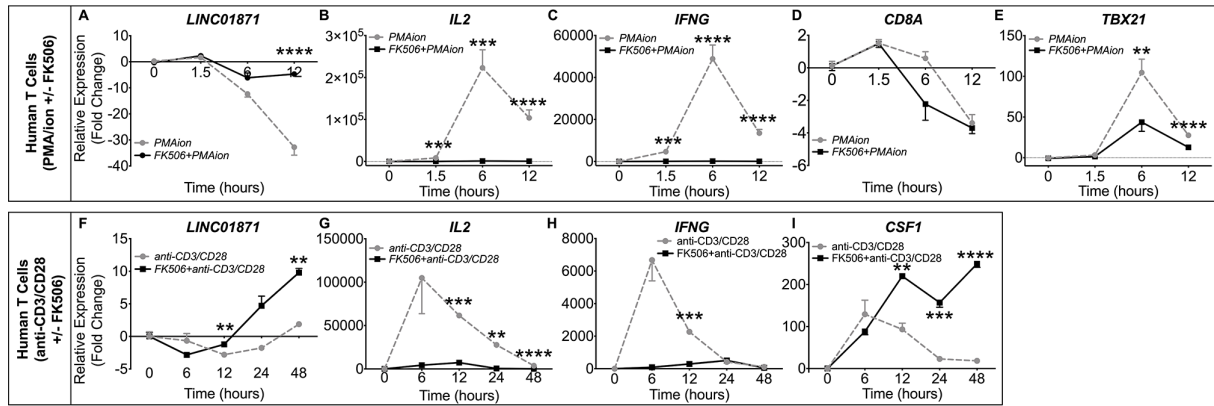 Human T Cells
(PMA/ion +/- FK506)
A
LINC01871
Relative Expression
(Fold Change)
10
0
-10
-20
-30
-40
****
0 1.5 6 12
PMAion
FK506+PMAion
Time (hours)
B
IL2
PMAion
FK506+PMAion
3×10⁵
2×10⁵
1×10⁵
0
***
***
****
0 1.5 6 12
Time (hours)
C
IFNG
PMAion
FK506+PMAion
60000
40000
20000
0
****
***
****
0 1.5 6 12
Time (hours)
D
CD8A
2
0
-2
-4
-6
0 1.5 6 12
PMAion
FK506+PMAion
Time (hours)
E
TBX21
PMAion
FK506+PMAion
150
100
50
0
**
****
0 1.5 6 12
Time (hours)
Human T Cells
(anti-CD3/CD28
+/- FK506)
F
LINC01871
Relative Expression
(Fold Change)
15
10
5
0
-5
anti-CD3/CD28
FK506+anti-CD3/CD28
**
**
0 6 12 24 48
Time (hours)
G
IL2
150000
100000
50000
0
anti-CD3/CD28
FK506+anti-CD3/CD28
***
**
****
0 6 12 24 48
Time (hours)
H
IFNG
8000
6000
4000
2000
0
anti-CD3/CD28
FK506+anti-CD3/CD28
***
0 6 12 24 48
Time (hours)
I
CSF1
300
200
100
0
anti-CD3/CD28
FK506+anti-CD3/CD28
**
****
***
0 6 12 24 48
Time (hours)